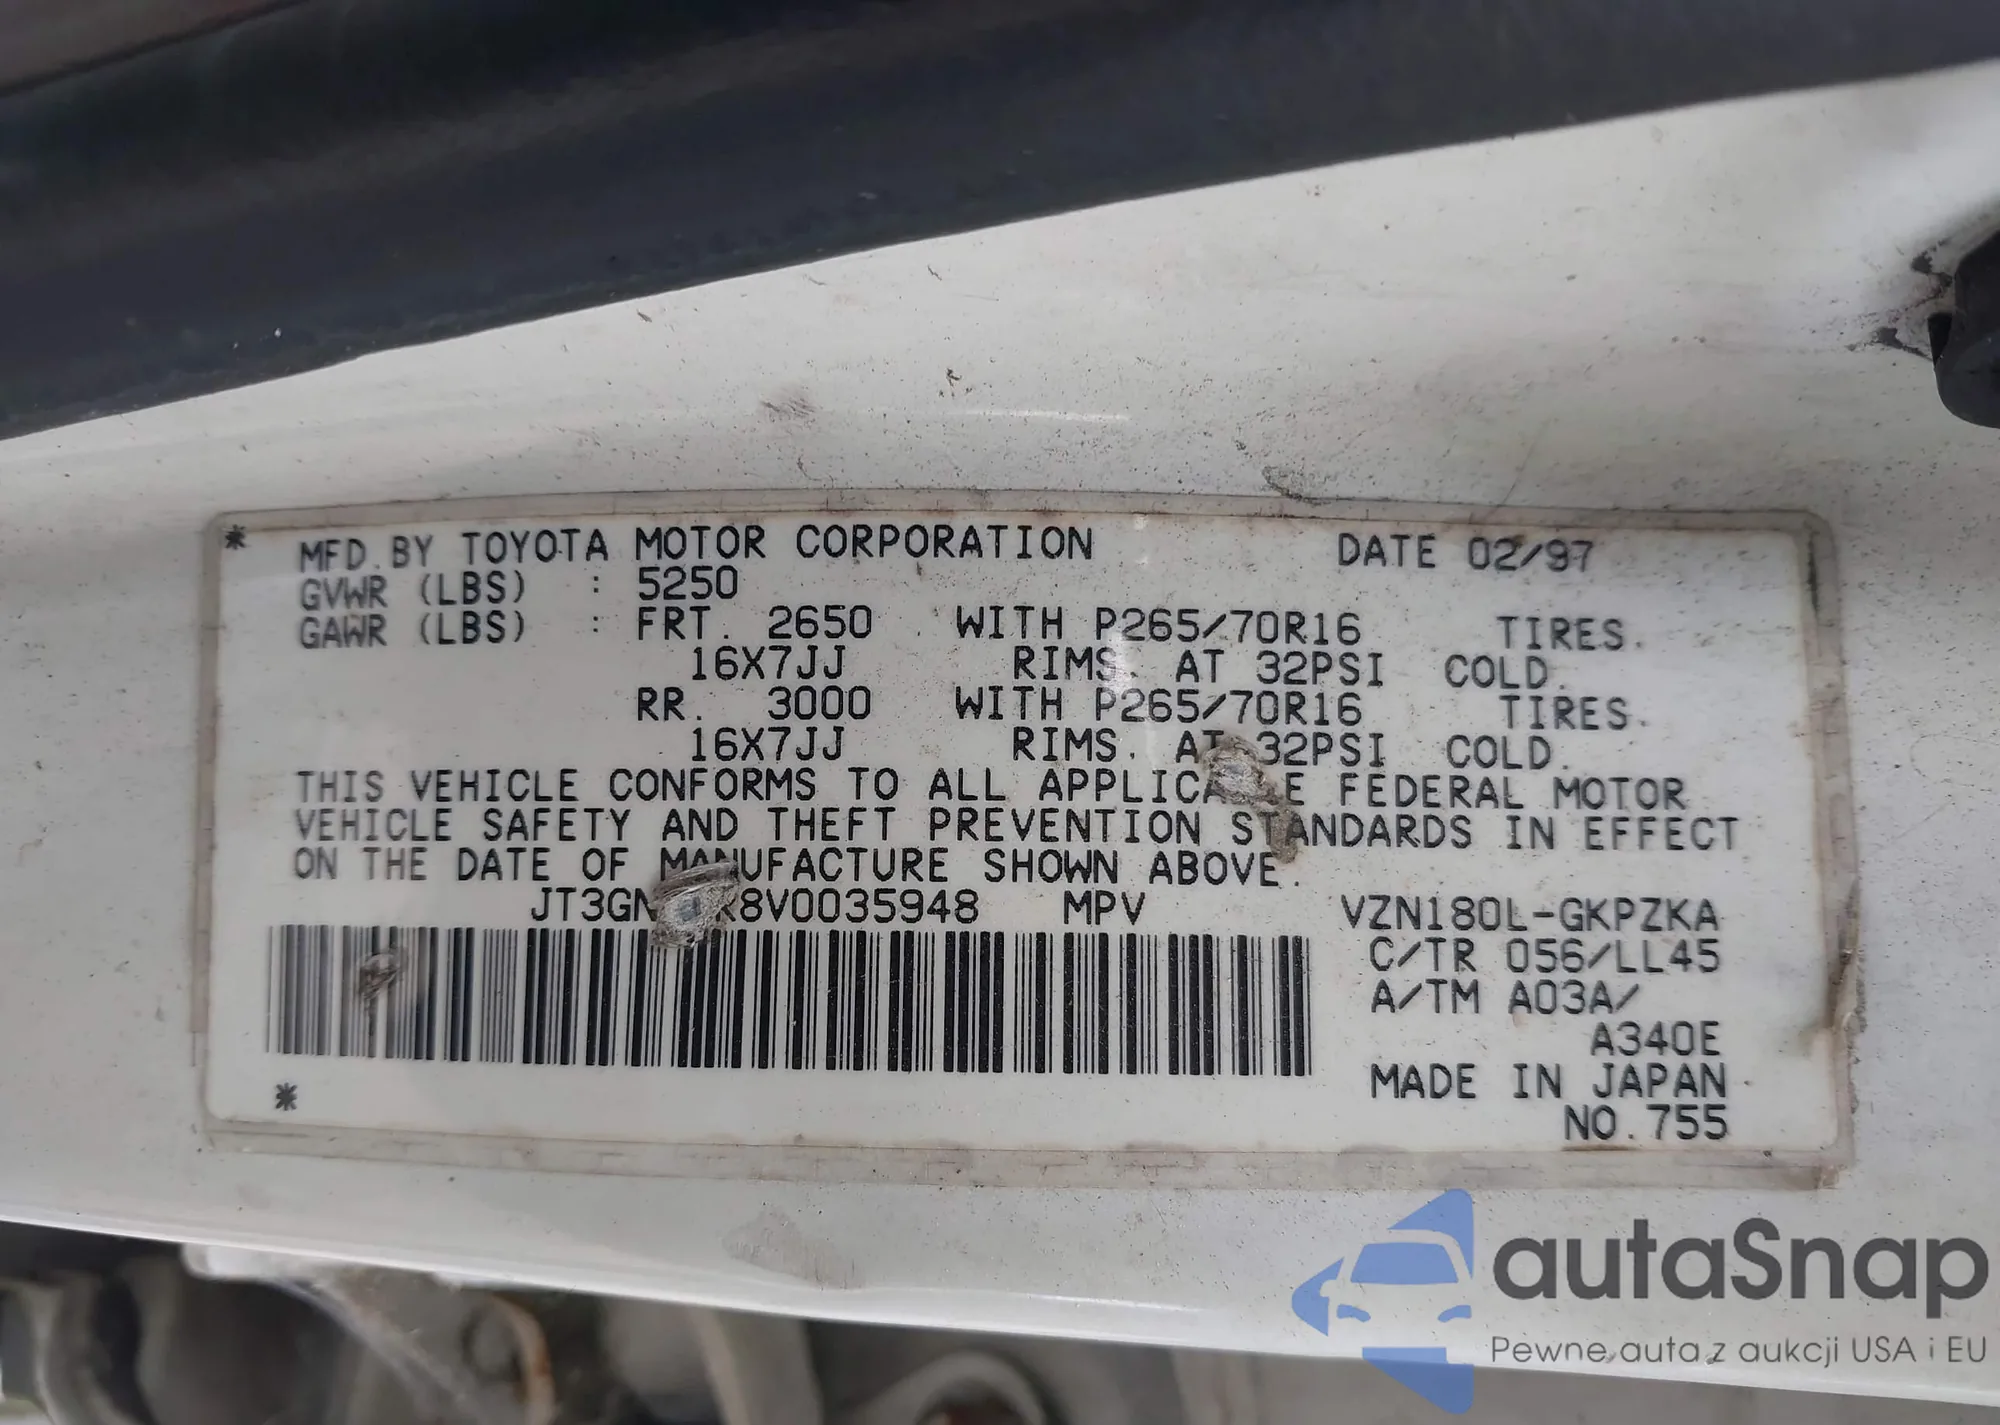 * MFD. BY TOYOTA MOTOR CORPORATION DATE 02/97
GVWR (LBS) : 5250
GAWR (LBS) : FRT. 2650 WITH P265/70R16 TIRES.
16X7JJ RIMS. AT 32PSI COLD.
RR. 3000 WITH P265/70R16 TIRES.
16X7JJ RIMS. AT 32PSI COLD.
THIS VEHICLE CONFORMS TO ALL FEDERAL MOTOR
VEHICLE SAFETY AND THEFT PREVENTION STANDARDS IN EFFECT
ON THE DATE OF MANUFACTURE SHOWN ABOVE.
MPV VZN180L-GKPZKA
C/TR 056/LL45
A/TM A03A/
A340E
MADE IN JAPAN
* NO. 755
autaSnap
Pewne auta z aukcji USA i EU